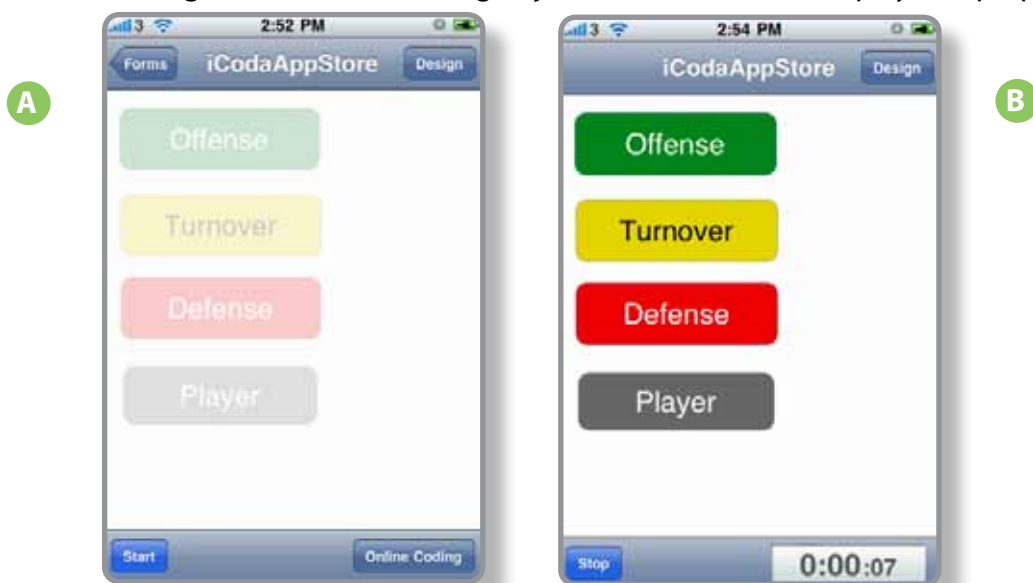 A
3 2:52 PM
Forms iCodaAppStore Design
Offense
Turnover
Defense
Player
Start Online Coding
3 2:54 PM
iCodaAppStore Design
Offense
Turnover
Defense
Player
Stop 0:00:07
B